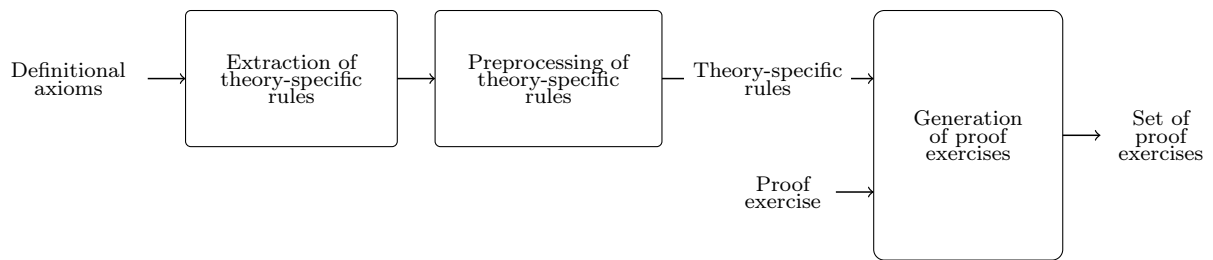 Definitional
axioms
Extraction of
theory-specific
rules
Preprocessing of
theory-specific
rules
Theory-specific
rules
Proof
exercise
Generation
of proof
exercises
Set of
proof
exercises